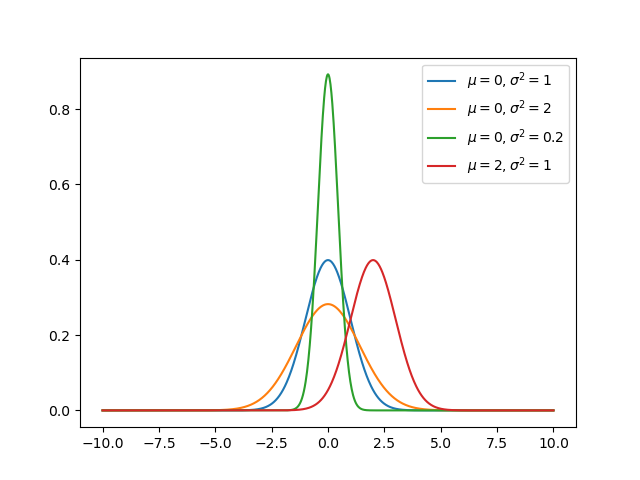 μ = 0, σ² = 1
μ = 0, σ² = 2
μ = 0, σ² = 0.2
μ = 2, σ² = 1
0.8
0.6
0.4
0.2
0.0
−10.0 −7.5 −5.0 −2.5 0.0 2.5 5.0 7.5 10.0